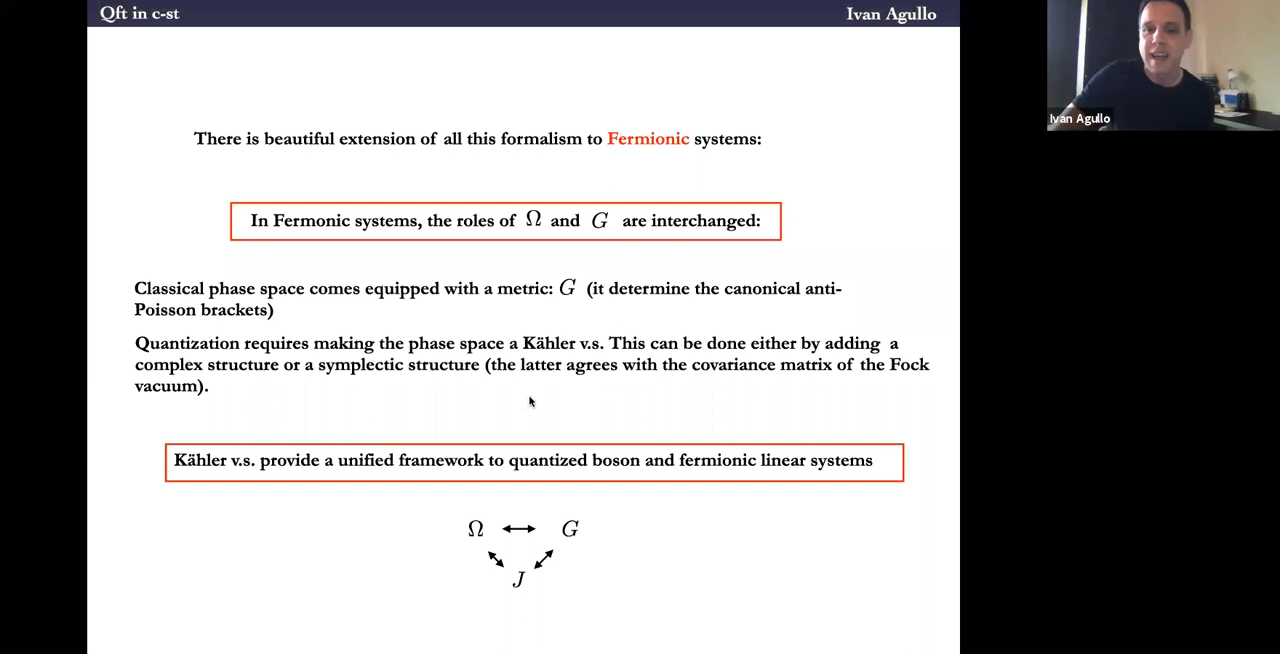 Qft in c-st
Ivan Agullo
Ivan Agullo
There is beautiful extension of all this formalism to Fermionic systems:
In Fermonic systems, the roles of Ω and G are interchanged:
Classical phase space comes equipped with a metric: G (it determine the canonical anti-
Poisson brackets)
Quantization requires making the phase space a Kähler v.s. This can be done either by adding a
complex structure or a symplectic structure (the latter agrees with the covariance matrix of the Fock
vacuum).
Kähler v.s. provide a unified framework to quantized boson and fermionic linear systems
Ω ↔ G
J